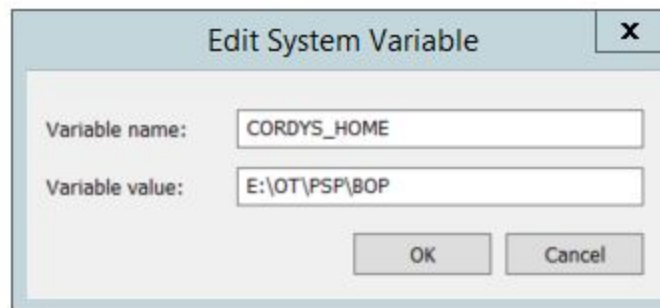 Edit System Variable
x
Variable name: CORDYS_HOME
Variable value: E:\OT\PSP\BOP
OK Cancel